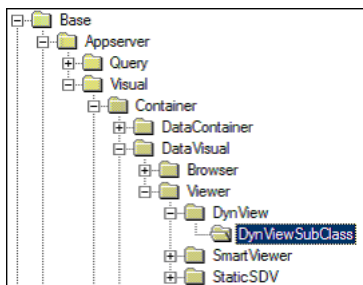 Base
Appserver
Query
Visual
Container
DataContainer
DataVisual
Browser
Viewer
DynView
DynViewSubClass
SmartViewer
StaticSDV